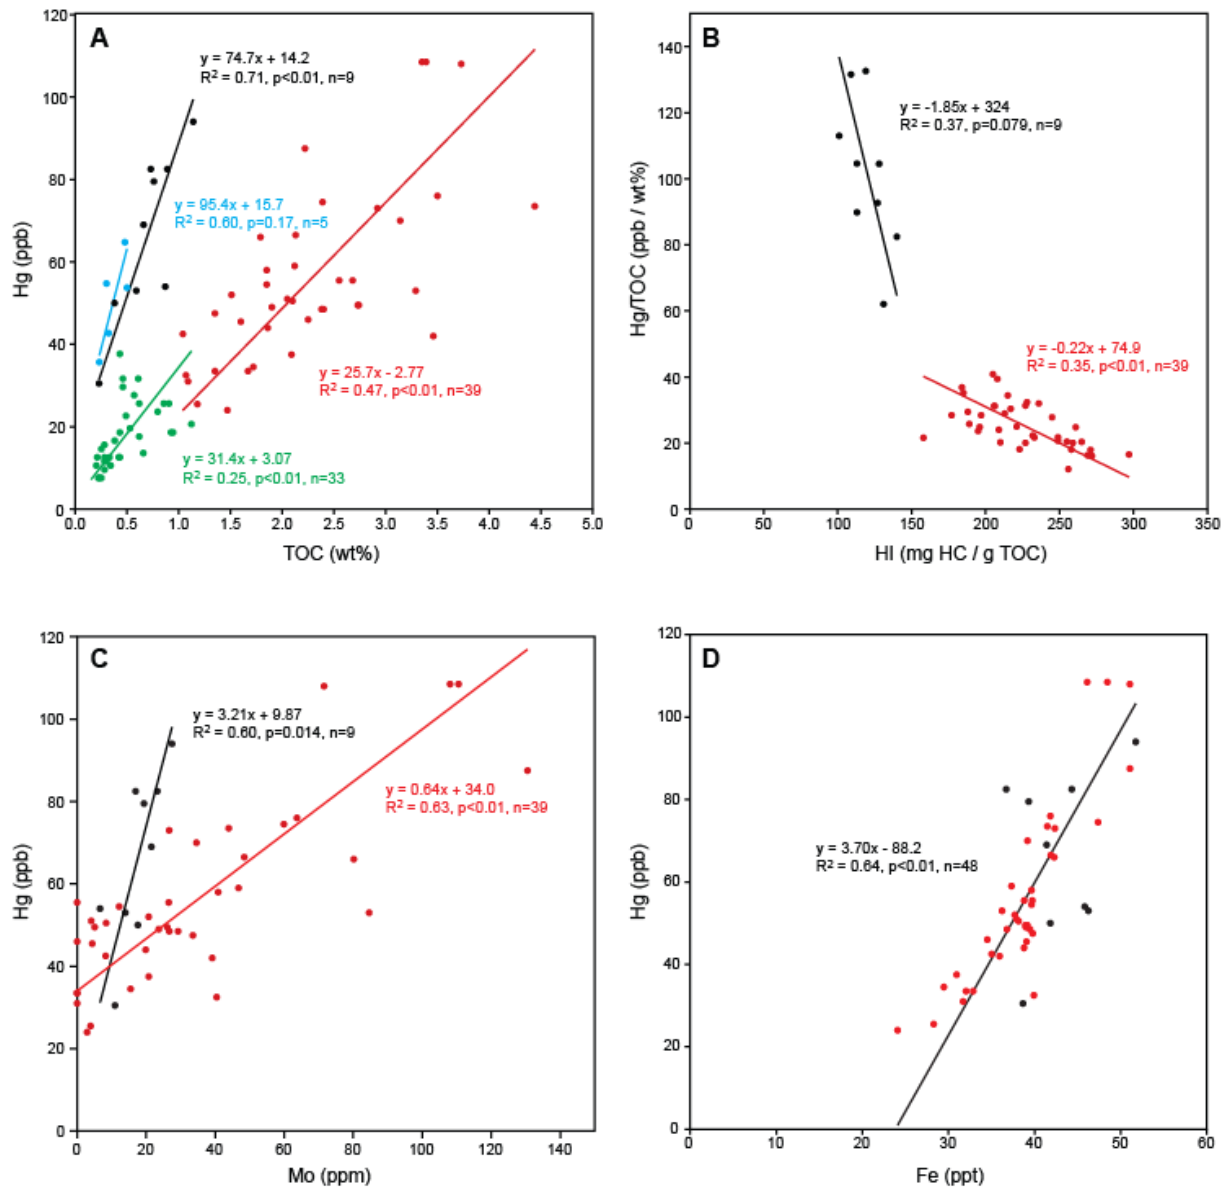 A
y = 74.7x + 14.2
R² = 0.71, p<0.01, n=9
y = 95.4x + 15.7
R² = 0.60, p=0.17, n=5
y = 25.7x - 2.77
R² = 0.47, p<0.01, n=39
y = 31.4x + 3.07
R² = 0.25, p<0.01, n=33
120
100
80
60
40
20
0
Hg (ppb)
0.0 0.5 1.0 1.5 2.0 2.5 3.0 3.5 4.0 4.5 5.0
TOC (wt%)
B
y = -1.85x + 324
R² = 0.37, p=0.079, n=9
y = -0.22x + 74.9
R² = 0.35, p<0.01, n=39
140
120
100
80
60
40
20
0
Hg/TOC (ppb / wt%)
0 50 100 150 200 250 300 350
HI (mg HC / g TOC)
C
y = 3.21x + 9.87
R² = 0.60, p=0.014, n=9
y = 0.64x + 34.0
R² = 0.63, p<0.01, n=39
120
100
80
60
40
20
0
Hg (ppb)
0 20 40 60 80 100 120 140
Mo (ppm)
D
y = 3.70x - 88.2
R² = 0.64, p<0.01, n=48
120
100
80
60
40
20
0
Hg (ppb)
0 10 20 30 40 50 60
Fe (ppt)